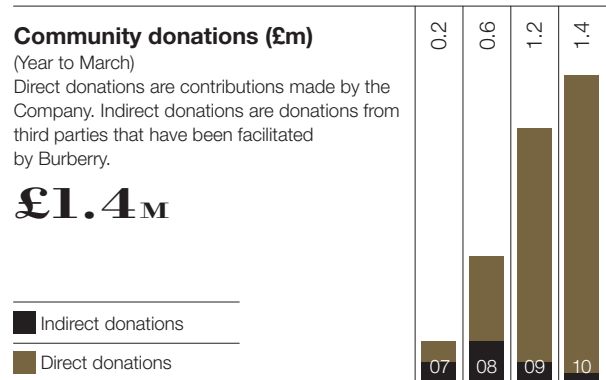 Community donations (£m)
(Year to March)
Direct donations are contributions made by the
Company. Indirect donations are donations from
third parties that have been facilitated
by Burberry.
£1.4M
Indirect donations
Direct donations
0.2 0.6 1.2 1.4
07 08 09 10